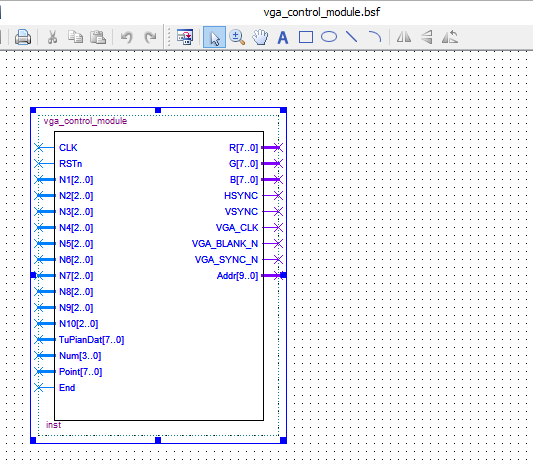 vga_control_module.bsf
A
vga_control_module
CLK
RSTn
N1[2..0]
N2[2..0]
N3[2..0]
N4[2..0]
N5[2..0]
N6[2..0]
N7[2..0]
N8[2..0]
N9[2..0]
N10[2..0]
TuPianDat[7..0]
Num[3..0]
Point[7..0]
End
R[7..0]
G[7..0]
B[7..0]
HSYNC
VSYNC
VGA_CLK
VGA_BLANK_N
VGA_SYNC_N
Addr[9..0]
inst